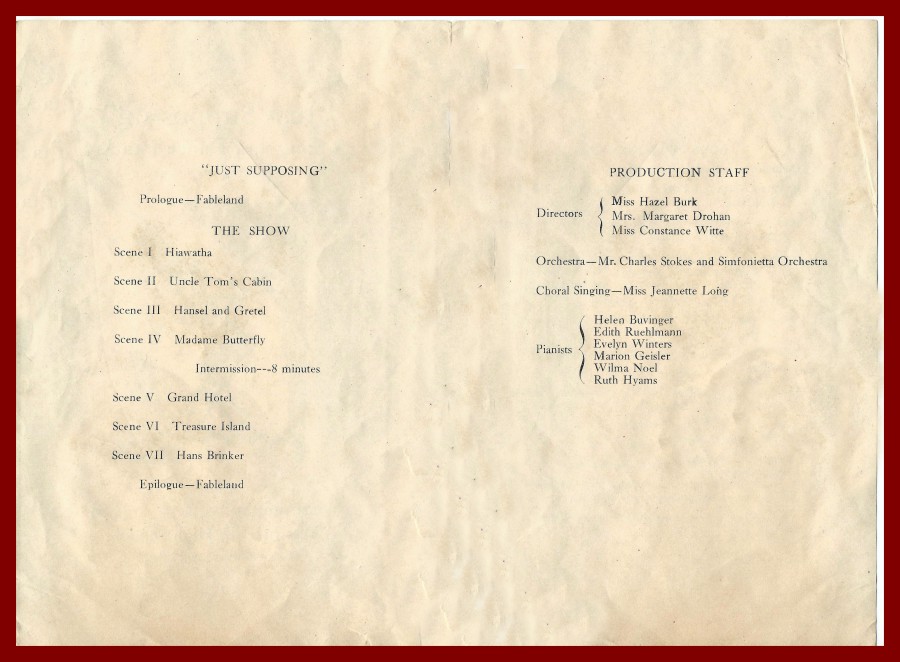 "JUST SUPPOSING"
Prologue—Fableland
THE SHOW
Scene I Hiawatha
Scene II Uncle Tom's Cabin
Scene III Hansel and Gretel
Scene IV Madame Butterfly
Intermission---8 minutes
Scene V Grand Hotel
Scene VI Treasure Island
Scene VII Hans Brinker
Epilogue—Fableland
PRODUCTION STAFF
Directors
Miss Hazel Burk
Mrs. Margaret Drohan
Miss Constance Witte
Orchestra—Mr. Charles Stokes and Simfonietta Orchestra
Choral Singing—Miss Jeannette Long
Pianists
Helen Buvinger
Edith Ruehlmann
Evelyn Winters
Marion Geisler
Wilma Noel
Ruth Hyams